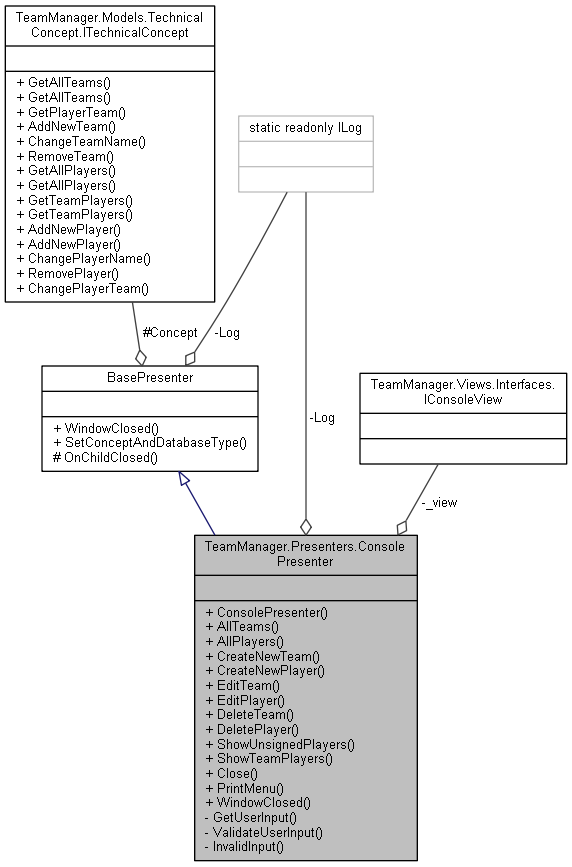 TeamManager.Models.Technical
Concept.ITechnicalConcept
+ GetAllTeams()
+ GetAllTeams()
+ GetPlayerTeam()
+ AddNewTeam()
+ ChangeTeamName()
+ RemoveTeam()
+ GetAllPlayers()
+ GetAllPlayers()
+ GetTeamPlayers()
+ GetTeamPlayers()
+ AddNewPlayer()
+ AddNewPlayer()
+ ChangePlayerName()
+ RemovePlayer()
+ ChangePlayerTeam()
static readonly ILog
#Concept
-Log
BasePresenter
+ WindowClosed()
+ SetConceptAndDatabaseType()
# OnChildClosed()
-Log
TeamManager.Views.Interfaces.
IConsoleView
-_view
TeamManager.Presenters.Console
Presenter
+ ConsolePresenter()
+ AllTeams()
+ AllPlayers()
+ CreateNewTeam()
+ CreateNewPlayer()
+ EditTeam()
+ EditPlayer()
+ DeleteTeam()
+ DeletePlayer()
+ ShowUnsignedPlayers()
+ ShowTeamPlayers()
+ Close()
+ PrintMenu()
+ WindowClosed()
- GetUserInput()
- ValidateUserInput()
- InvalidInput()